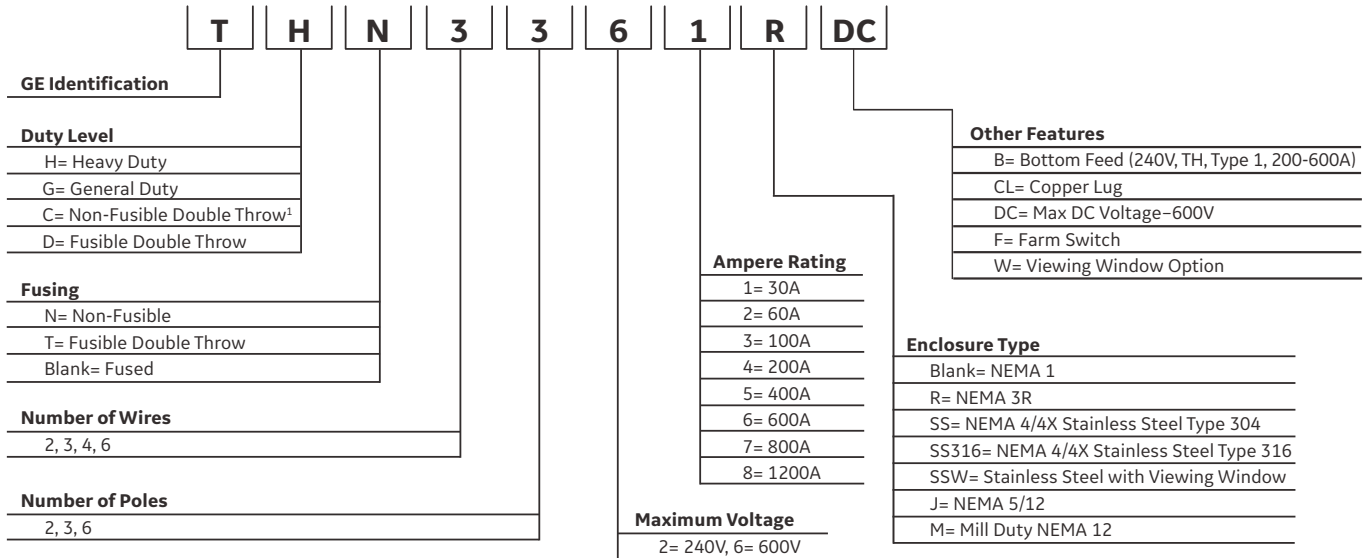 T H N 3 3 6 1 R DC
GE Identification
Duty Level
H= Heavy Duty
G= General Duty
C= Non-Fusible Double Throw¹
D= Fusible Double Throw
Fusing
N= Non-Fusible
T= Fusible Double Throw
Blank= Fused
Number of Wires
2, 3, 4, 6
Number of Poles
2, 3, 6
Maximum Voltage
2= 240V, 6= 600V
Ampere Rating
1= 30A
2= 60A
3= 100A
4= 200A
5= 400A
6= 600A
7= 800A
8= 1200A
Enclosure Type
Blank= NEMA 1
R= NEMA 3R
SS= NEMA 4/4X Stainless Steel Type 304
SS316= NEMA 4/4X Stainless Steel Type 316
SSW= Stainless Steel with Viewing Window
J= NEMA 5/12
M= Mill Duty NEMA 12
Other Features
B= Bottom Feed (240V, TH, Type 1, 200-600A)
CL= Copper Lug
DC= Max DC Voltage–600V
F= Farm Switch
W= Viewing Window Option